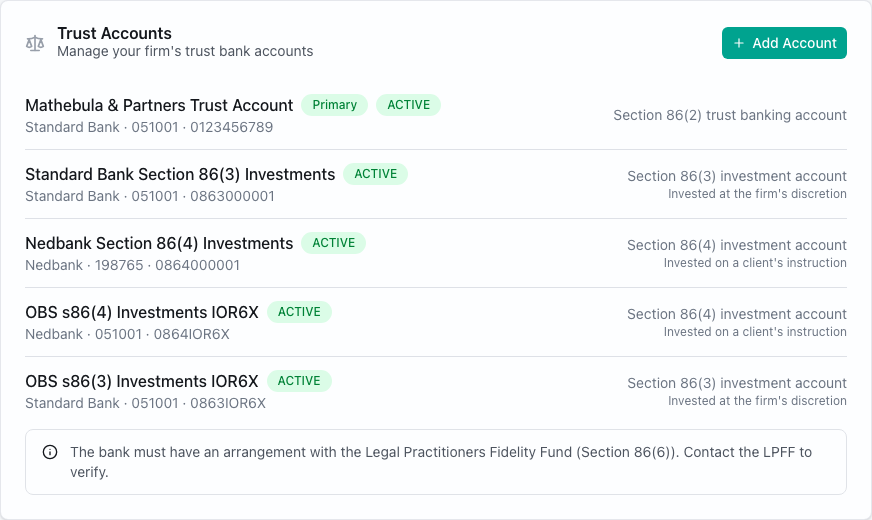 Trust Accounts
Manage your firm's trust bank accounts
+ Add Account
Mathebula & Partners Trust Account Primary ACTIVE
Standard Bank · 051001 · 0123456789
Section 86(2) trust banking account
Standard Bank Section 86(3) Investments ACTIVE
Standard Bank · 051001 · 0863000001
Section 86(3) investment account
Invested at the firm's discretion
Nedbank Section 86(4) Investments ACTIVE
Nedbank · 198765 · 0864000001
Section 86(4) investment account
Invested on a client's instruction
OBS s86(4) Investments IOR6X ACTIVE
Nedbank · 051001 · 0864IOR6X
Section 86(4) investment account
Invested on a client's instruction
OBS s86(3) Investments IOR6X ACTIVE
Standard Bank · 051001 · 0863IOR6X
Section 86(3) investment account
Invested at the firm's discretion
The bank must have an arrangement with the Legal Practitioners Fidelity Fund (Section 86(6)). Contact the LPFF to
verify.